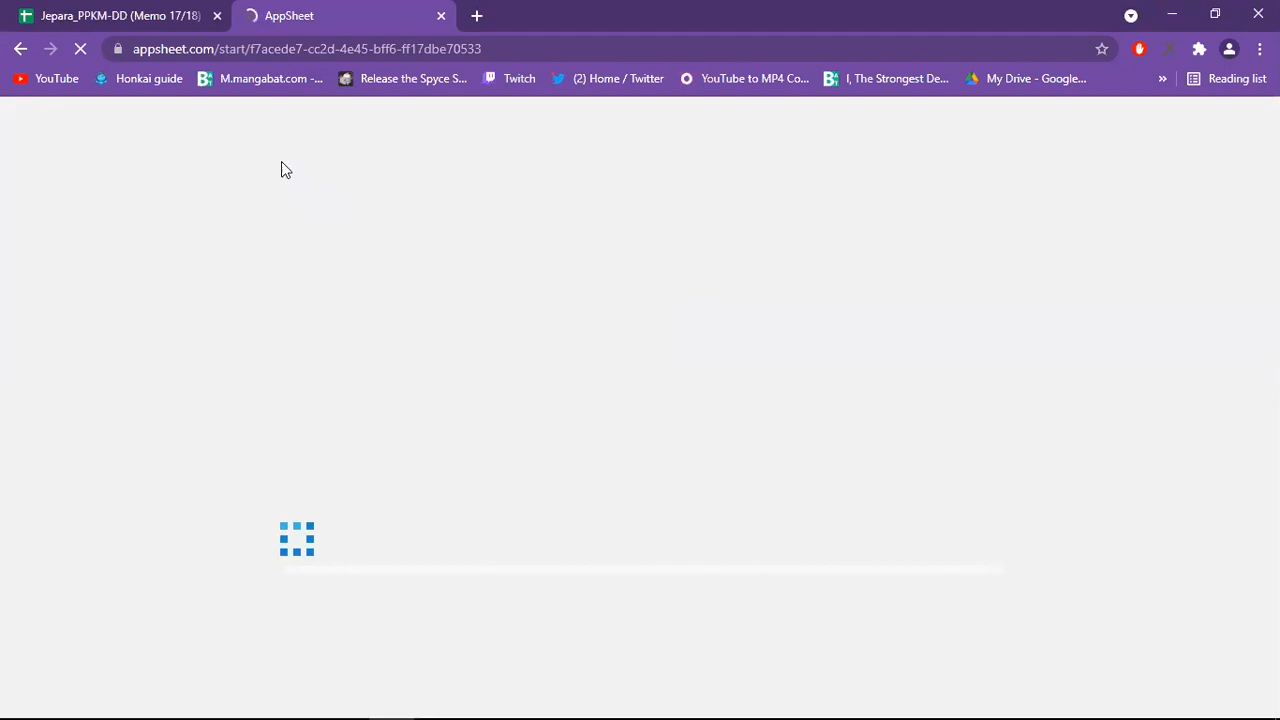 Jepara_PPKM-DD (Memo 17/18)
AppSheet
appsheet.com/start/f7acede7-cc2d-4e45-bff6-ff17dbe70533
YouTube
Honkai guide
M.mangabat.com -...
Release the Spyce S...
Twitch
(2) Home / Twitter
YouTube to MP4 Co...
I, The Strongest De...
My Drive - Google...
»
Reading list